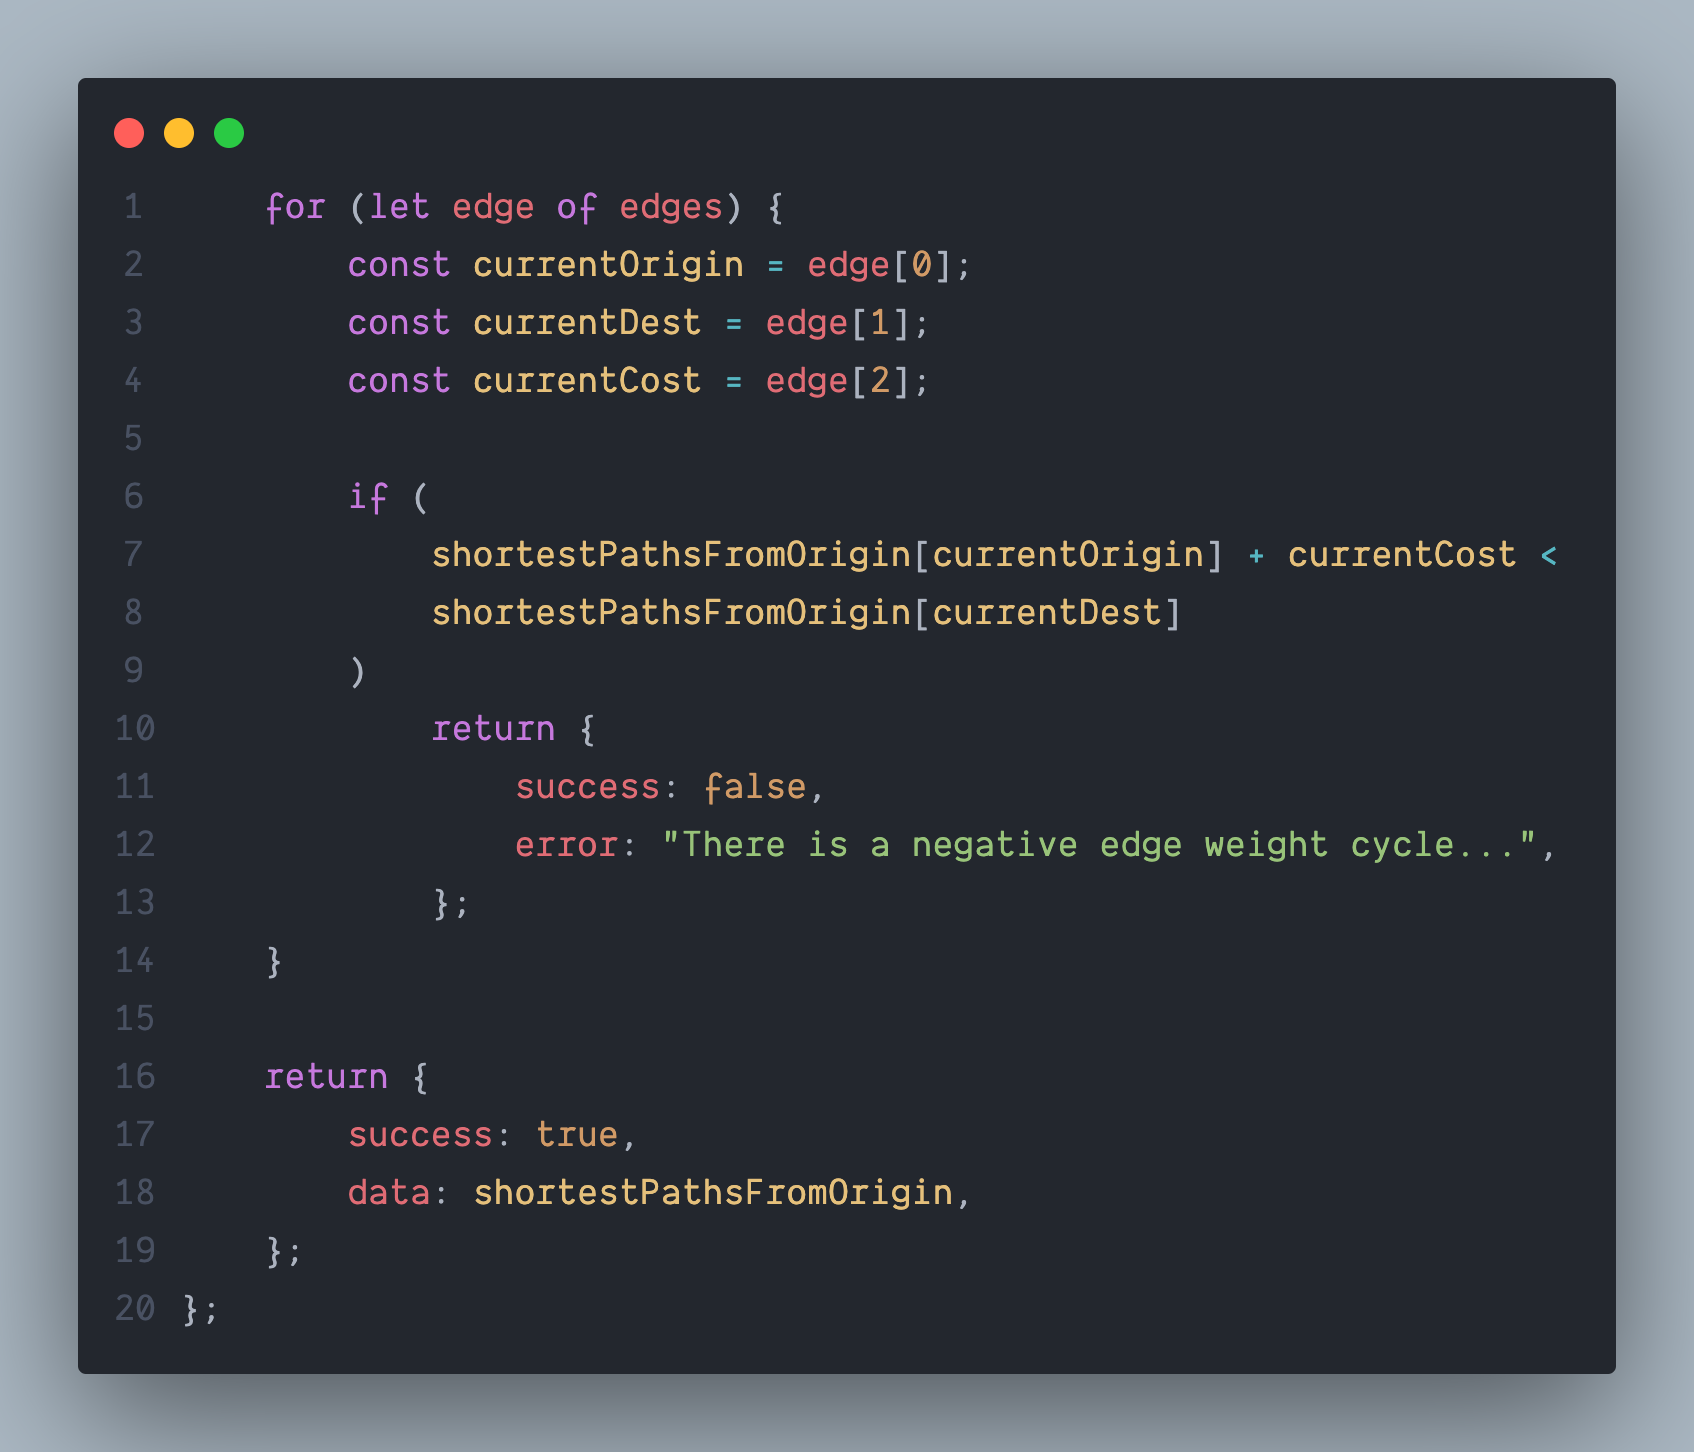 1 for (let edge of edges) {
2 const currentOrigin = edge[0];
3 const currentDest = edge[1];
4 const currentCost = edge[2];
5
6 if (
7 shortestPathsFromOrigin[currentOrigin] + currentCost <
8 shortestPathsFromOrigin[currentDest]
9 )
10 return {
11 success: false,
12 error: "There is a negative edge weight cycle...",
13 };
14 }
15
16 return {
17 success: true,
18 data: shortestPathsFromOrigin,
19 };
20 };